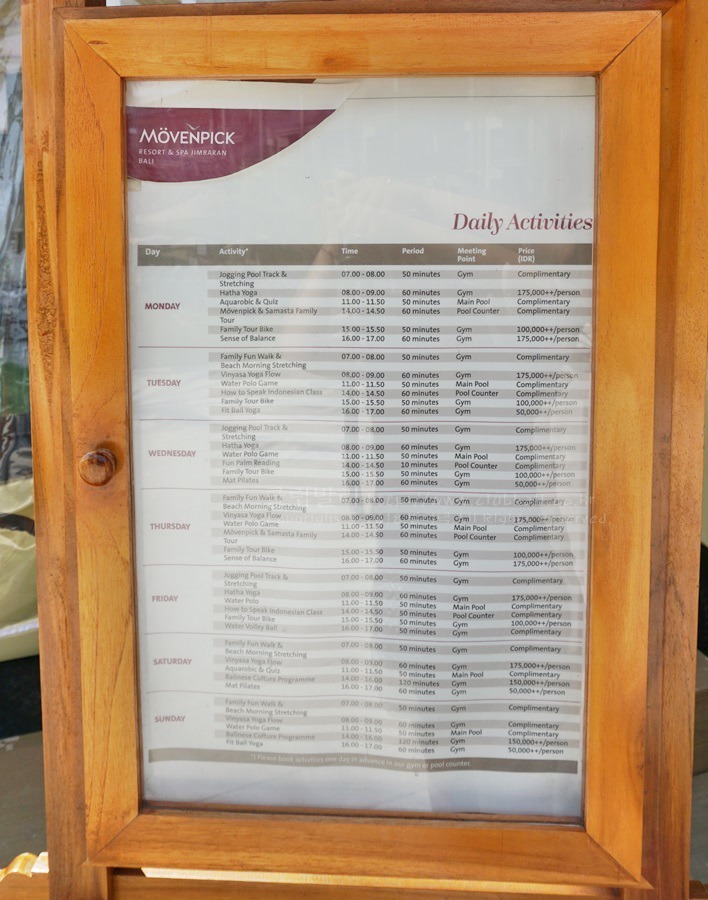 MÖVENPICK
RESORT & SPA JIMBARAN
BALI
Daily Activities
Day Activity* Time Period Meeting Point Price (IDR)
MONDAY
Jogging Pool Track & Stretching 07.00 - 08.00 50 minutes Gym Complimentary
Hatha Yoga 08.00 - 09.00 60 minutes Gym 175,000++/person
Aquarobic & Quiz 11.00 - 11.50 50 minutes Main Pool Complimentary
Mövenpick & Samasta Family Tour 14.00 - 14.50 60 minutes Pool Counter Complimentary
Family Tour Bike 15.00 - 15.50 50 minutes Gym 100,000++/person
Sense of Balance 16.00 - 17.00 60 minutes Gym 175,000++/person
TUESDAY
Family Fun Walk & Beach Morning Stretching 07.00 - 08.00 50 minutes Gym Complimentary
Vinyasa Yoga Flow 08.00 - 09.00 60 minutes Gym 175,000++/person
Water Polo Game 11.00 - 11.50 50 minutes Main Pool Complimentary
How to Speak Indonesian Class 14.00 - 14.50 60 minutes Pool Counter Complimentary
Family Tour Bike 15.00 - 15.50 50 minutes Gym 100,000++/person
Fit Ball Yoga 16.00 - 17.00 60 minutes Gym 50,000++/person
WEDNESDAY
Jogging Pool Track & Stretching 07.00 - 08.00 50 minutes Gym Complimentary
Hatha Yoga 08.00 - 09.00 60 minutes Gym 175,000++/person
Water Polo Game 11.00 - 11.50 50 minutes Main Pool Complimentary
Fun Palm Reading 14.00 - 14.50 10 minutes Pool Counter Complimentary
Family Tour Bike 15.00 - 15.50 50 minutes Gym 100,000++/person
Mat Pilates 16.00 - 17.00 60 minutes Gym 50,000++/person
THURSDAY
Family Fun Walk & Beach Morning Stretching 07.00 - 08.00 50 minutes Gym Complimentary
Vinyasa Yoga Flow 08.00 - 09.00 60 minutes Gym 175,000++/person
Water Polo Game 11.00 - 11.50 50 minutes Main Pool Complimentary
Mövenpick & Samasta Family Tour 14.00 - 14.50 60 minutes Pool Counter Complimentary
Family Tour Bike 15.00 - 15.50 50 minutes Gym 100,000++/person
Sense of Balance 16.00 - 17.00 60 minutes Gym 175,000++/person
FRIDAY
Jogging Pool Track & Stretching 07.00 - 08.00 50 minutes Gym Complimentary
Hatha Yoga 08.00 - 09.00 60 minutes Gym 175,000++/person
Water Polo 11.00 - 11.50 50 minutes Main Pool Complimentary
How to Speak Indonesian Class 14.00 - 14.50 50 minutes Pool Counter Complimentary
Family Tour Bike 15.00 - 15.50 50 minutes Gym 100,000++/person
Water Volley Ball 16.00 - 17.00 50 minutes Gym Complimentary
SATURDAY
Family Fun Walk & Beach Morning Stretching 07.00 - 08.00 50 minutes Gym Complimentary
Vinyasa Yoga Flow 08.00 - 09.00 60 minutes Gym 175,000++/person
Aquarobic & Quiz 11.00 - 11.50 50 minutes Main Pool Complimentary
Balinese Culture Programme 14.00 - 16.00 120 minutes Gym 150,000++/person
Mat Pilates 16.00 - 17.00 60 minutes Gym 50,000++/person
SUNDAY
Family Fun Walk & Beach Morning Stretching 07.00 - 08.00 50 minutes Gym Complimentary
Vinyasa Yoga Flow 08.00 - 09.00 60 minutes Gym Complimentary
Water Polo Game 11.00 - 11.50 50 minutes Main Pool Complimentary
Balinese Culture Programme 14.00 - 16.00 120 minutes Gym 150,000++/person
Fit Ball Yoga 16.00 - 17.00 60 minutes Gym 50,000++/person
*) Please book activities one day in advance in our gym or pool counter.